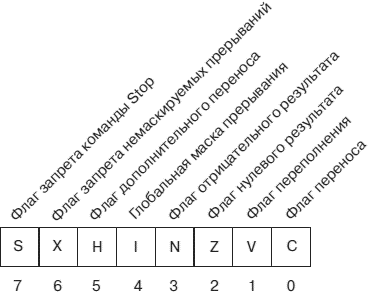 Флаг запрета команды Stop
Флаг запрета немаскируемых прерываний
Флаг дополнительного переноса
Глобальная маска прерывания
Флаг отрицательного результата
Флаг нулевого результата
Флаг переполнения
Флаг переноса
S X H I N Z V C
7 6 5 4 3 2 1 0